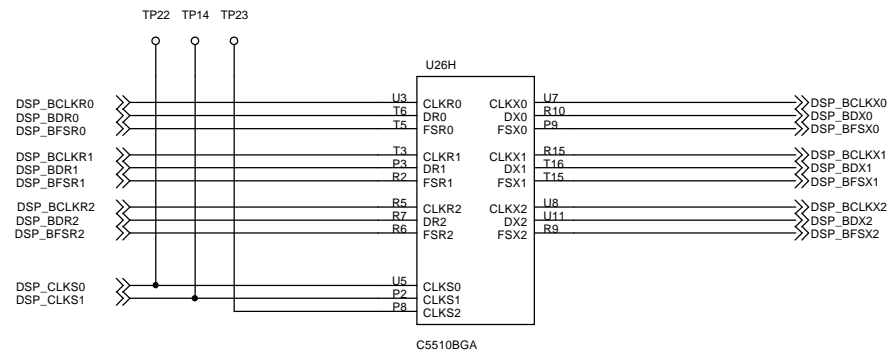 TP22 TP14 TP23
U26H
DSP_BCLKR0 U3 CLKR0 CLKX0 U7 DSP_BCLKX0
DSP_BDR0 T6 DR0 DX0 R10 DSP_BDX0
DSP_BFSR0 T5 FSR0 FSX0 P9 DSP_BFSX0
DSP_BCLKR1 T3 CLKR1 CLKX1 R15 DSP_BCLKX1
DSP_BDR1 P3 DR1 DX1 T16 DSP_BDX1
DSP_BFSR1 R2 FSR1 FSX1 T15 DSP_BFSX1
DSP_BCLKR2 R5 CLKR2 CLKX2 U8 DSP_BCLKX2
DSP_BDR2 R7 DR2 DX2 U11 DSP_BDX2
DSP_BFSR2 R6 FSR2 FSX2 R9 DSP_BFSX2
DSP_CLKS0 U5 CLKS0
DSP_CLKS1 P2 CLKS1
P8 CLKS2
C5510BGA